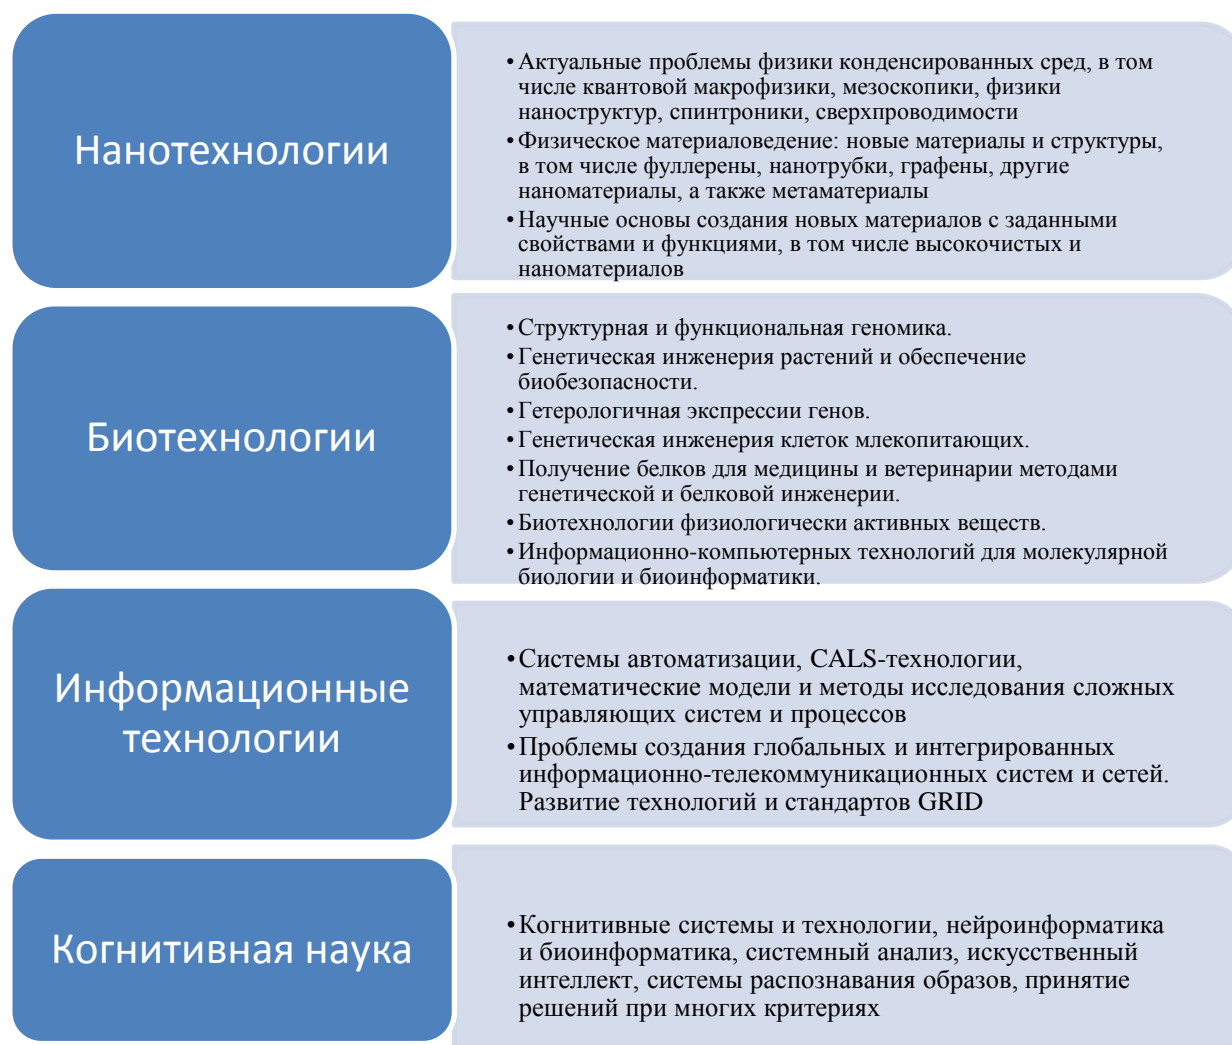 Нанотехнологии
•Актуальные проблемы физики конденсированных сред, в том
числе квантовой макрофизики, мезоскопики, физики
наноструктур, спинтроники, сверхпроводимости
•Физическое материаловедение: новые материалы и структуры,
в том числе фуллерены, нанотрубки, графены, другие
наноматериалы, а также метаматериалы
•Научные основы создания новых материалов с заданными
свойствами и функциями, в том числе высокочистых и
наноматериалов
Биотехнологии
•Структурная и функциональная геномика.
•Генетическая инженерия растений и обеспечение
биобезопасности.
•Гетерологичная экспрессии генов.
•Генетическая инженерия клеток млекопитающих.
•Получение белков для медицины и ветеринарии методами
генетической и белковой инженерии.
•Биотехнологии физиологически активных веществ.
•Информационно-компьютерных технологий для молекулярной
биологии и биоинформатики.
Информационные
технологии
•Системы автоматизации, CALS-технологии,
математические модели и методы исследования сложных
управляющих систем и процессов
•Проблемы создания глобальных и интегрированных
информационно-телекоммуникационных систем и сетей.
Развитие технологий и стандартов GRID
Когнитивная наука
•Когнитивные системы и технологии, нейроинформатика
и биоинформатика, системный анализ, искусственный
интеллект, системы распознавания образов, принятие
решений при многих критериях